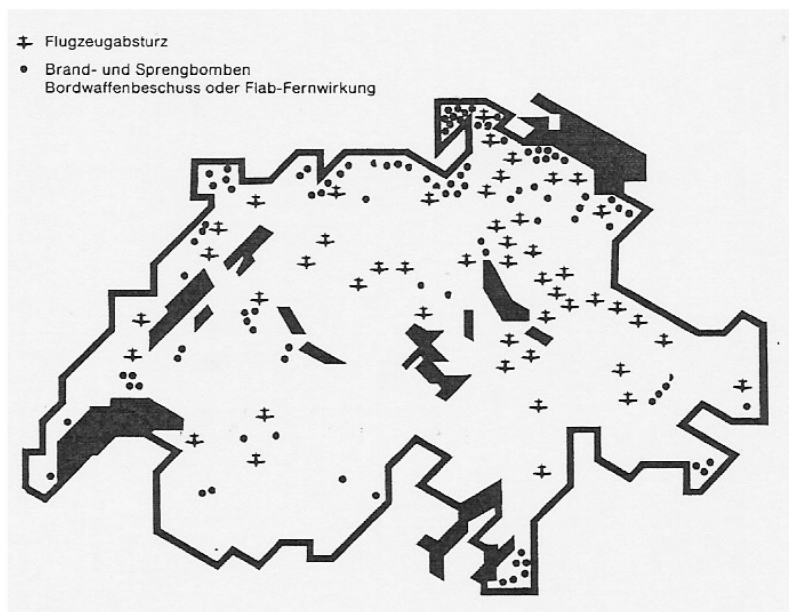 Flugzeugabsturz
Brand- und Sprengbomben
Bordwaffenbeschuss oder Flab-Fernwirkung